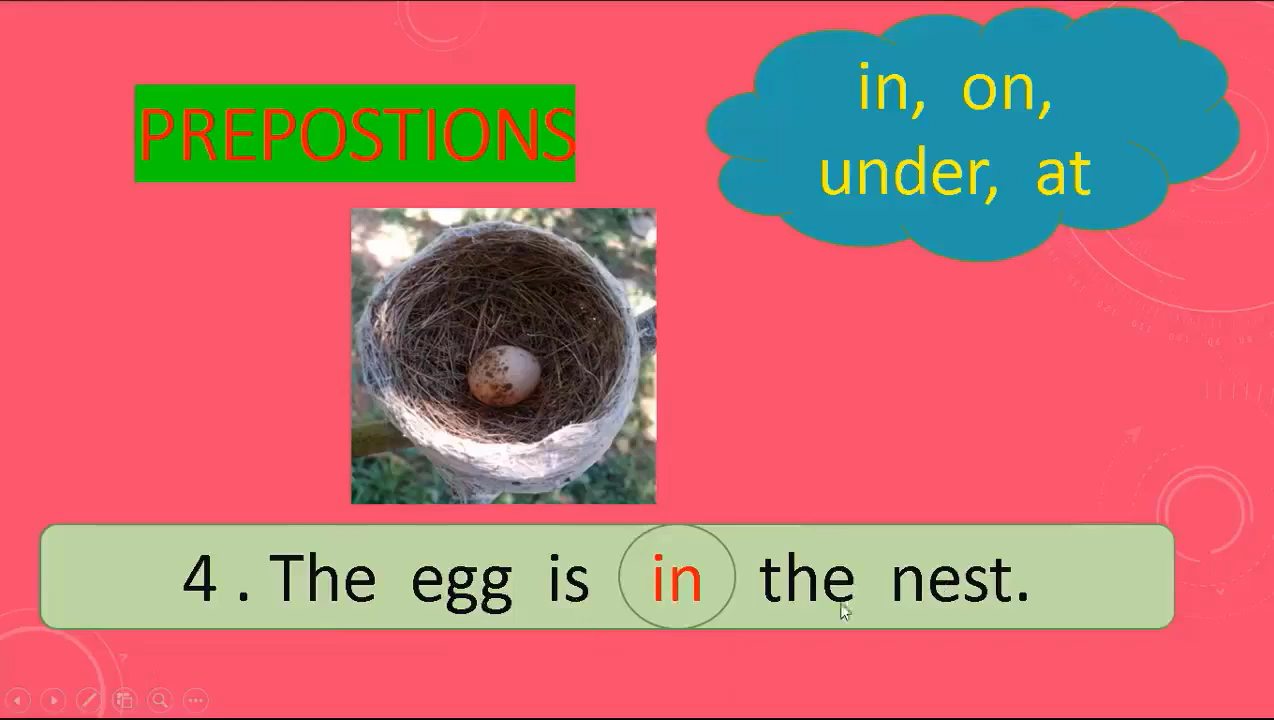 PREPOSTIONS
in, on,
under, at
4 . The egg is in the nest.